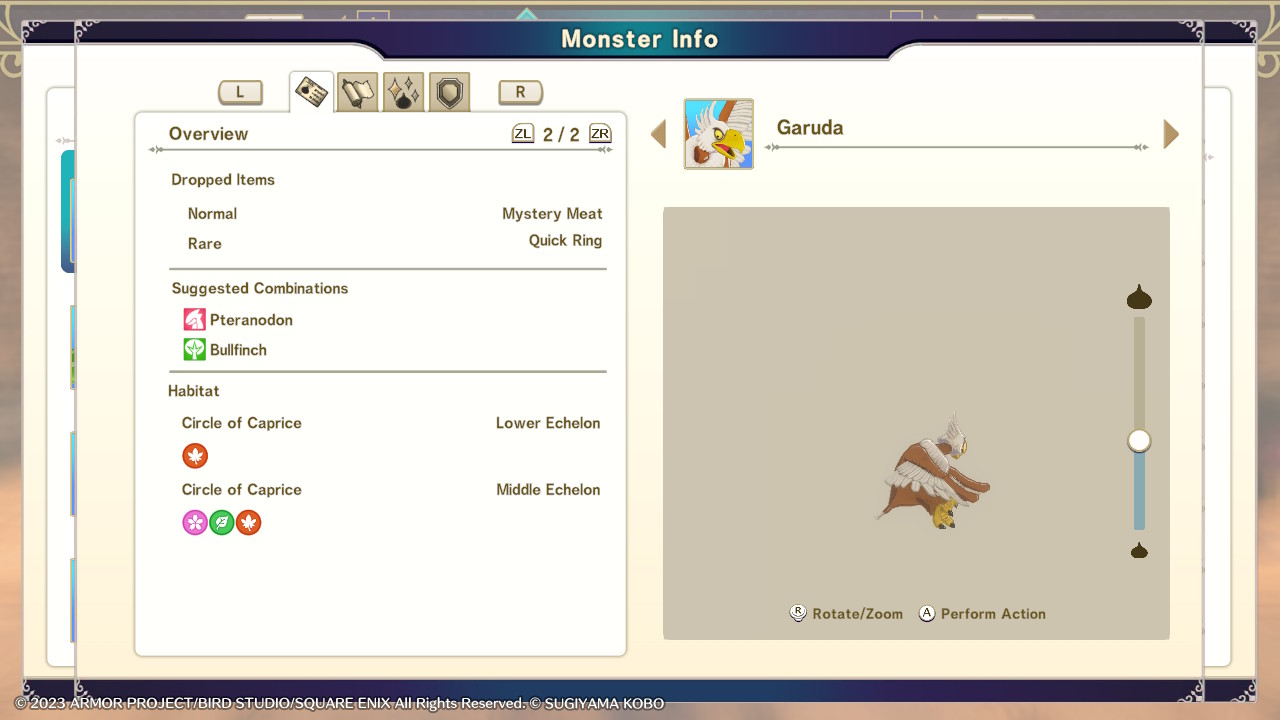 Monster Info
L
R
Overview
ZL 2 / 2 ZR
Garuda
Dropped Items
Normal Mystery Meat
Rare Quick Ring
Suggested Combinations
Pteranodon
Bullfinch
Habitat
Circle of Caprice Lower Echelon
Circle of Caprice Middle Echelon
R Rotate/Zoom A Perform Action
© 2023 ARMOR PROJECT/BIRD STUDIO/SQUARE ENIX All Rights Reserved. © SUGIYAMA KOBO